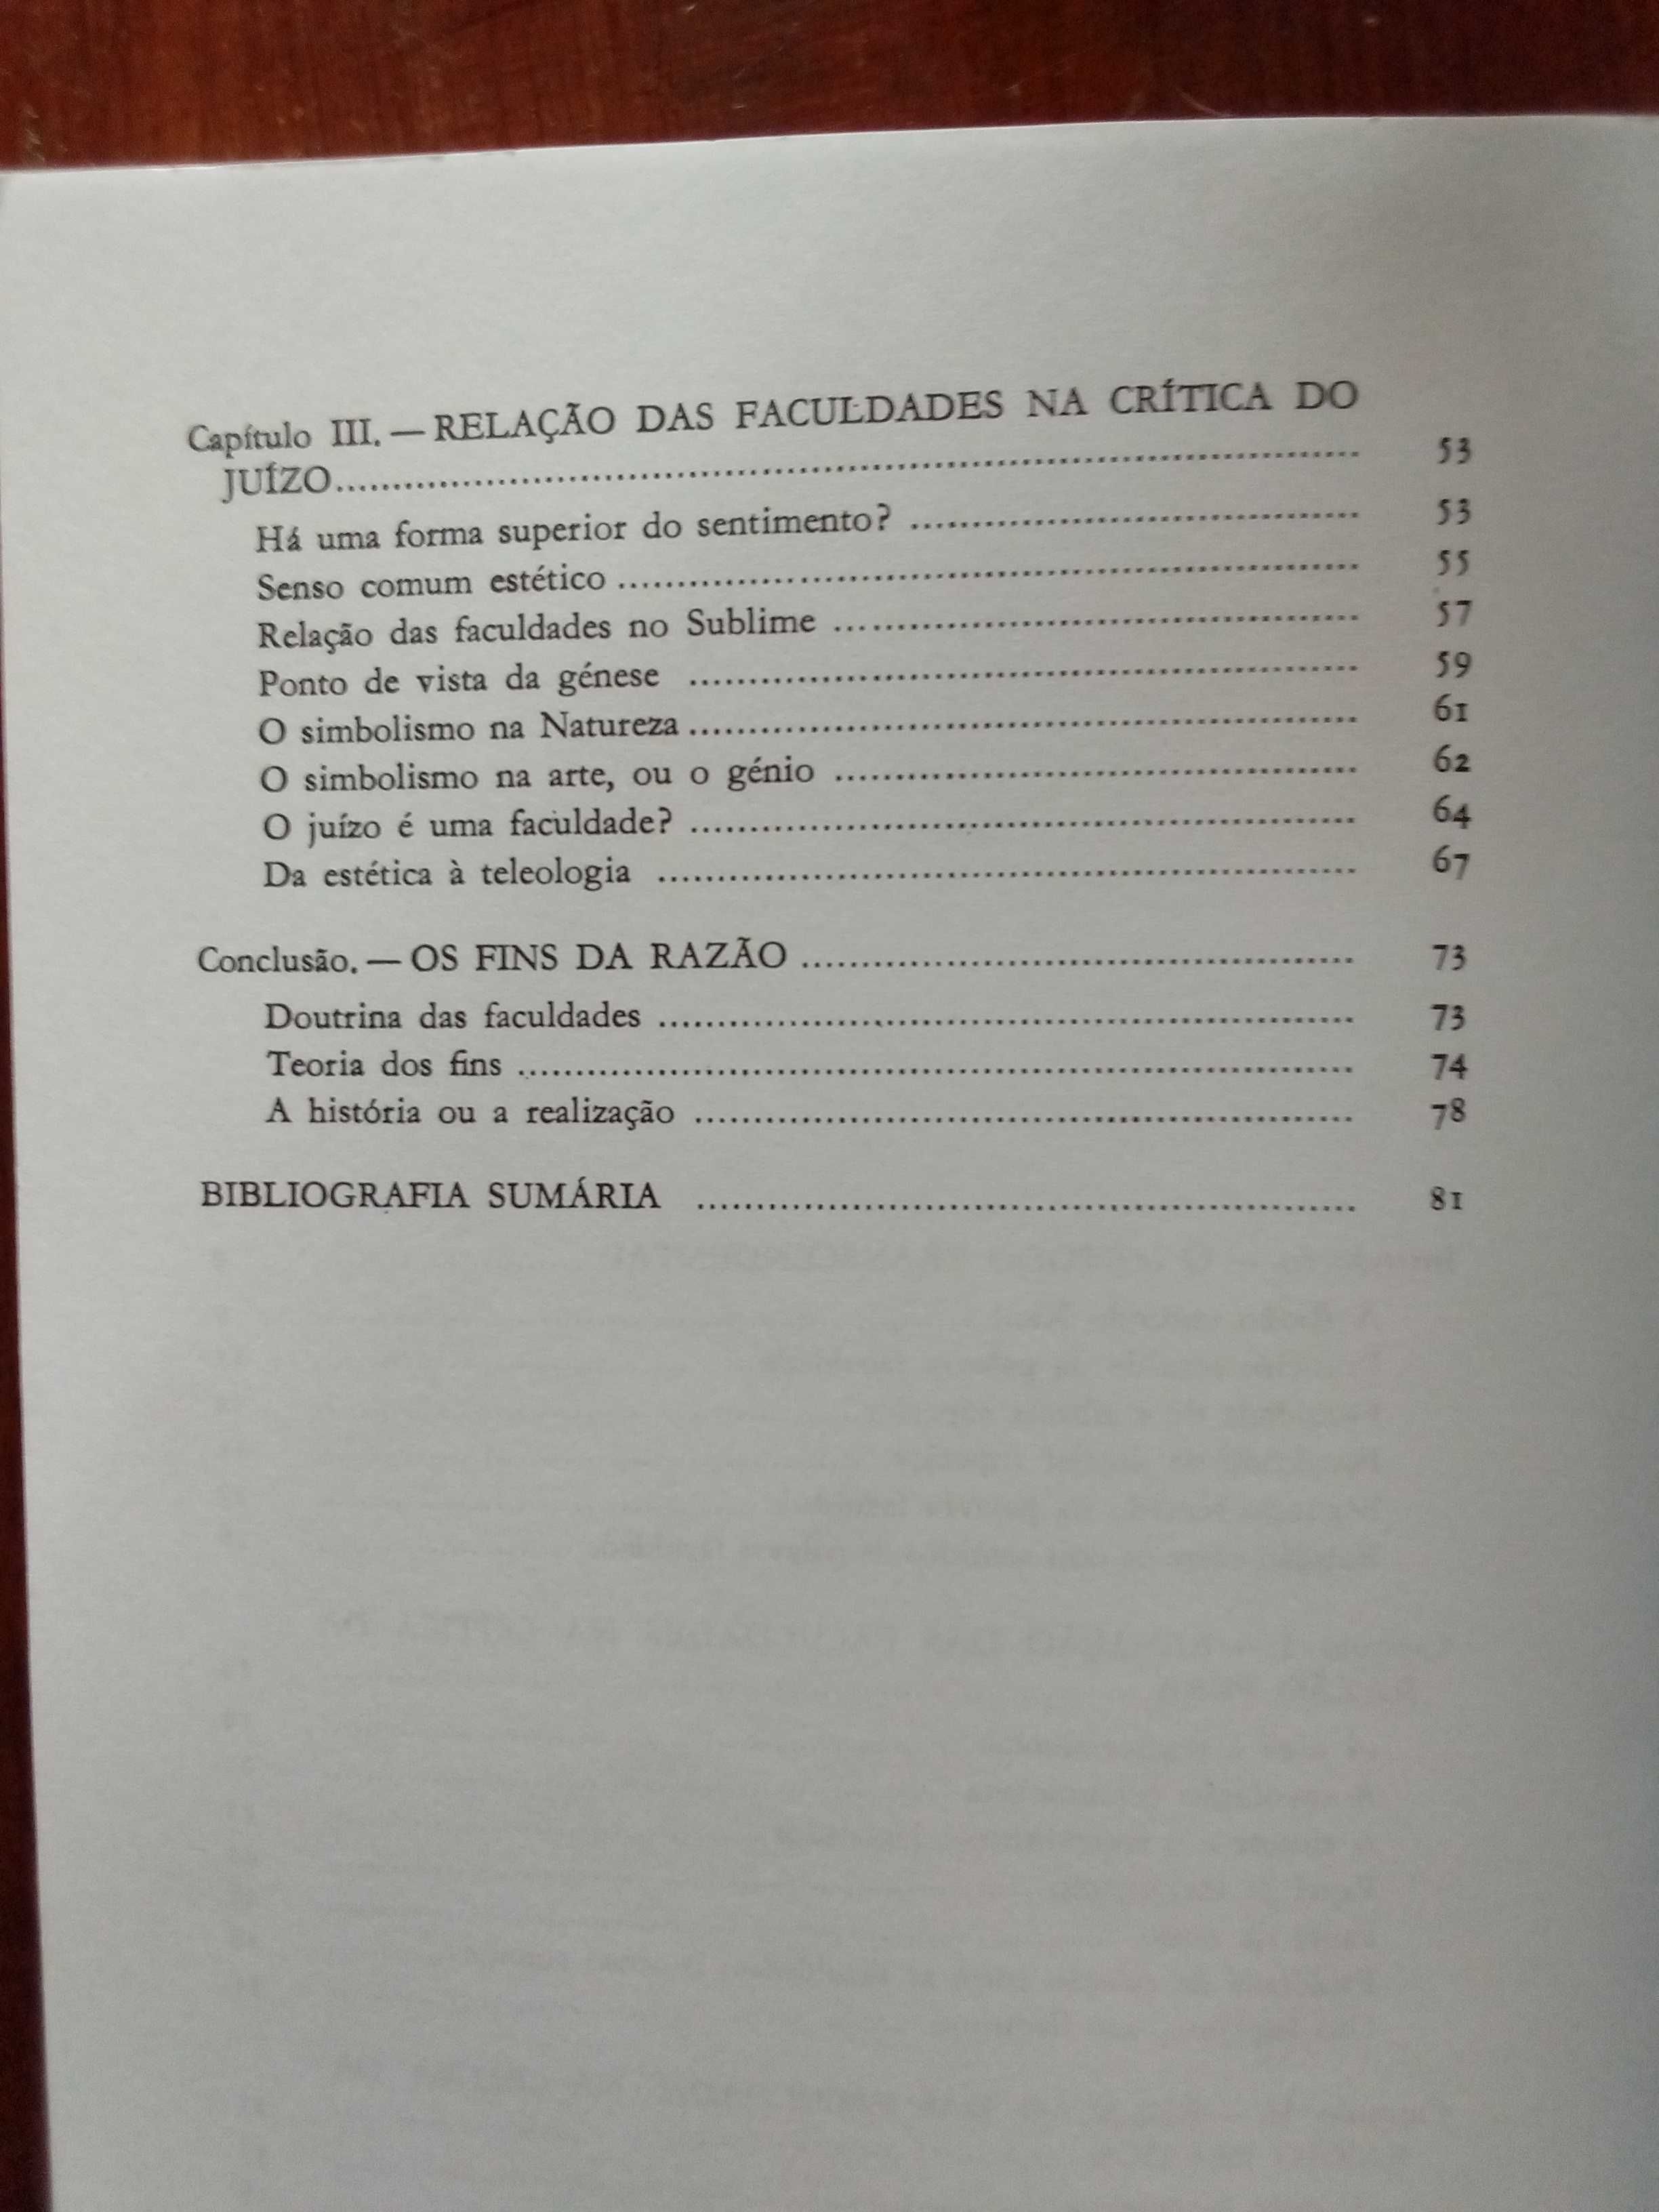 Capítulo III. — RELAÇÃO DAS FACULDADES NA CRÍTICA DO
JUÍZO........................................................ 53
Há uma forma superior do sentimento? ........................ 53
Senso comum estético ........................................ 55
Relação das faculdades no Sublime ........................... 57
Ponto de vista da génese .................................... 59
O simbolismo na Natureza..................................... 61
O simbolismo na arte, ou o génio ............................ 62
O juízo é uma faculdade? .................................... 64
Da estética à teleologia .................................... 67
Conclusão. — OS FINS DA RAZÃO ............................... 73
Doutrina das faculdades ..................................... 73
Teoria dos fins ............................................. 74
A história ou a realização .................................. 78
BIBLIOGRAFIA SUMÁRIA ........................................ 81